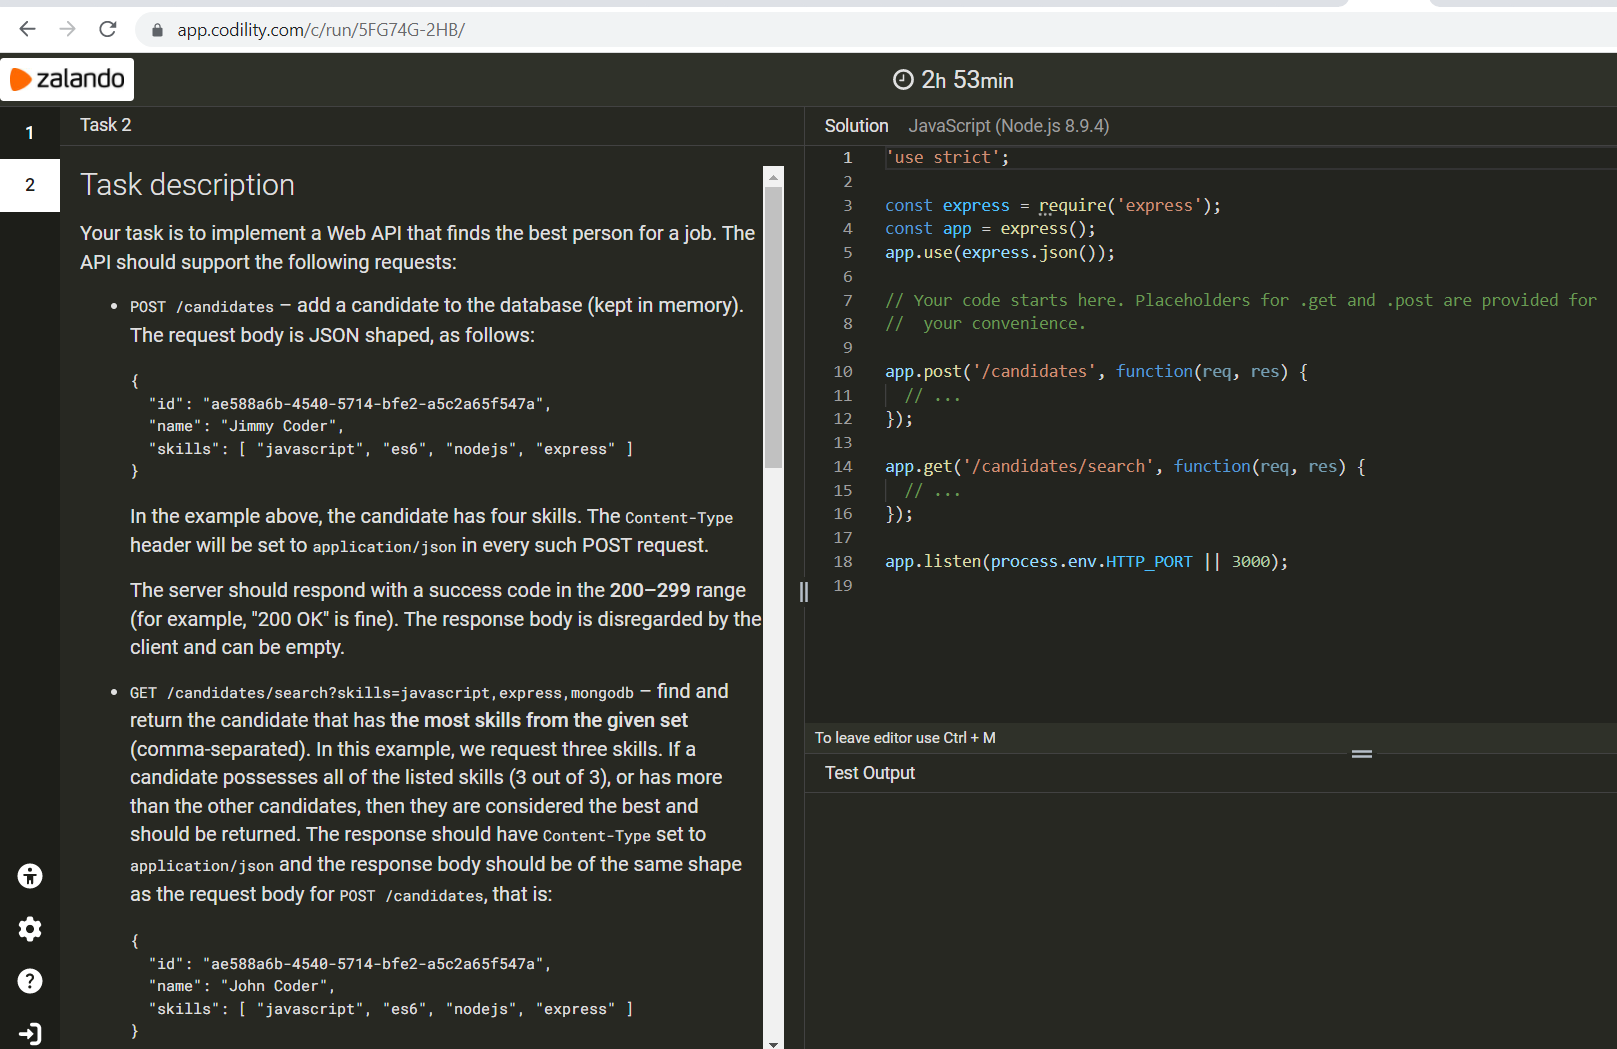 app.codility.com/c/run/5FG74G-2HB/
zalando
2h 53min
1
2
Task 2
Task description
Your task is to implement a Web API that finds the best person for a job. The
API should support the following requests:
• POST /candidates – add a candidate to the database (kept in memory).
The request body is JSON shaped, as follows:
{
  "id": "ae588a6b-4540-5714-bfe2-a5c2a65f547a",
  "name": "Jimmy Coder",
  "skills": [ "javascript", "es6", "nodejs", "express" ]
}
In the example above, the candidate has four skills. The Content-Type
header will be set to application/json in every such POST request.
The server should respond with a success code in the 200–299 range
(for example, "200 OK" is fine). The response body is disregarded by the
client and can be empty.
• GET /candidates/search?skills=javascript,express,mongodb – find and
return the candidate that has the most skills from the given set
(comma-separated). In this example, we request three skills. If a
candidate possesses all of the listed skills (3 out of 3), or has more
than the other candidates, then they are considered the best and
should be returned. The response should have Content-Type set to
application/json and the response body should be of the same shape
as the request body for POST /candidates, that is:
{
  "id": "ae588a6b-4540-5714-bfe2-a5c2a65f547a",
  "name": "John Coder",
  "skills": [ "javascript", "es6", "nodejs", "express" ]
}
Solution JavaScript (Node.js 8.9.4)
1 'use strict';
2
3 const express = require('express');
4 const app = express();
5 app.use(express.json());
6
7 // Your code starts here. Placeholders for .get and .post are provided for
8 //  your convenience.
9
10 app.post('/candidates', function(req, res) {
11   // ...
12 });
13
14 app.get('/candidates/search', function(req, res) {
15   // ...
16 });
17
18 app.listen(process.env.HTTP_PORT || 3000);
19
To leave editor use Ctrl + M
Test Output